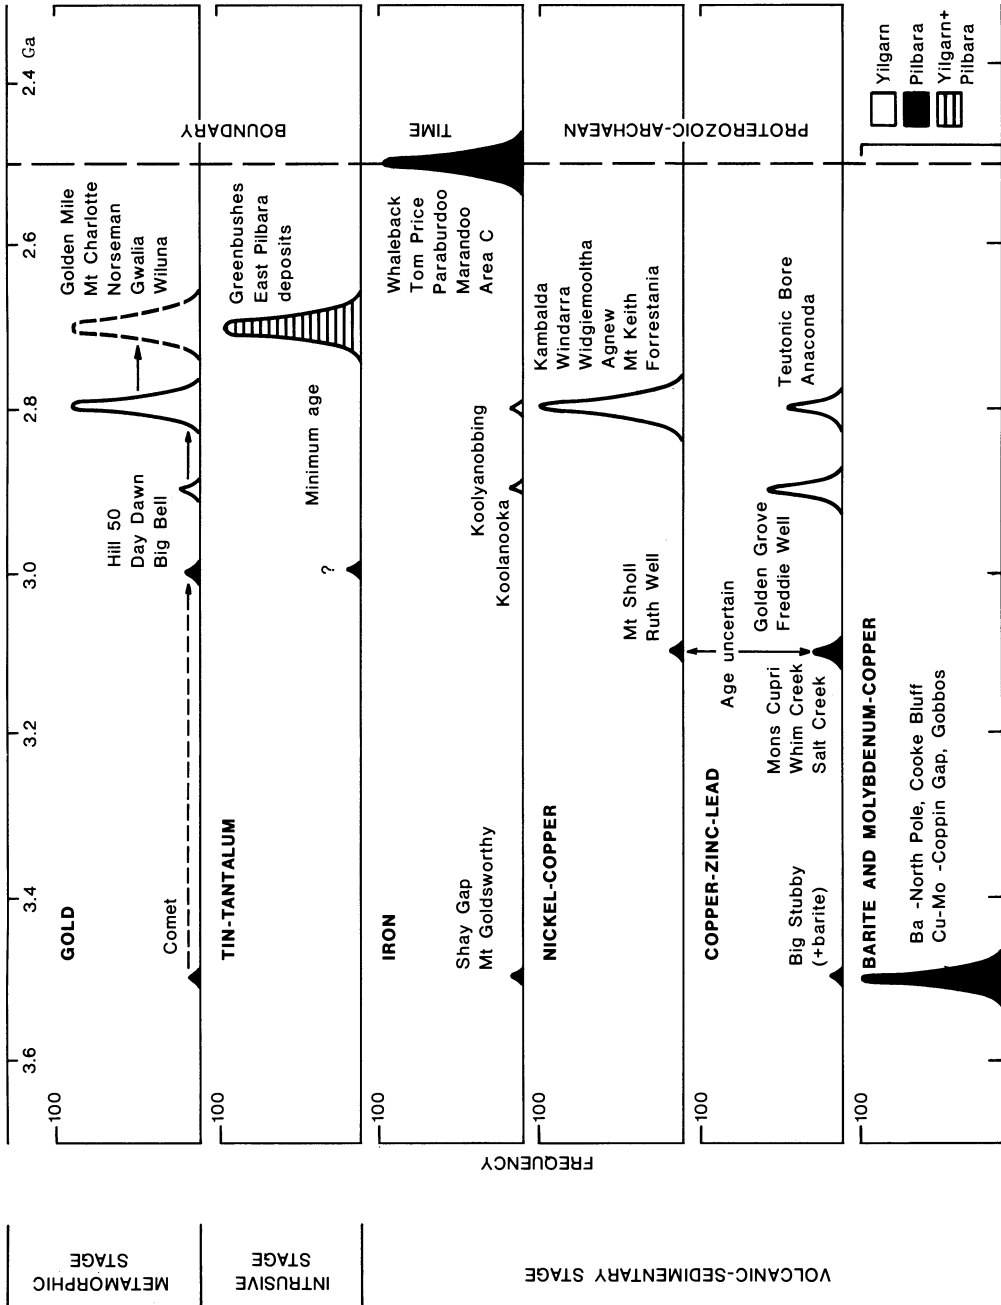 METAMORPHIC
STAGE
INTRUSIVE
STAGE
VOLCANIC-SEDIMENTARY STAGE
FREQUENCY
3.6
3.4
3.2
3.0
2.8
2.6
2.4 Ga
100
GOLD
Comet
Hill 50
Day Dawn
Big Bell
Golden Mile
Mt Charlotte
Norseman
Gwalia
Wiluna
BOUNDARY
100
TIN-TANTALUM
?
Minimum age
Greenbushes
East Pilbara
deposits
100
IRON
Shay Gap
Mt Goldsworthy
Koolanooka
Koolyanobbing
Whaleback
Tom Price
Paraburdoo
Marandoo
Area C
TIME
100
NICKEL-COPPER
Mt Sholl
Ruth Well
Kambalda
Windarra
Widgiemooltha
Agnew
Mt Keith
Forrestania
PROTEROZOIC-ARCHAEAN
100
COPPER-ZINC-LEAD
Age uncertain
Big Stubby
(+barite)
Mons Cupri
Whim Creek
Salt Creek
Golden Grove
Freddie Well
Teutonic Bore
Anaconda
100
BARITE AND MOLYBDENUM-COPPER
Ba -North Pole, Cooke Bluff
Cu-Mo -Coppin Gap, Gobbos
Yilgarn
Pilbara
Yilgarn+
Pilbara